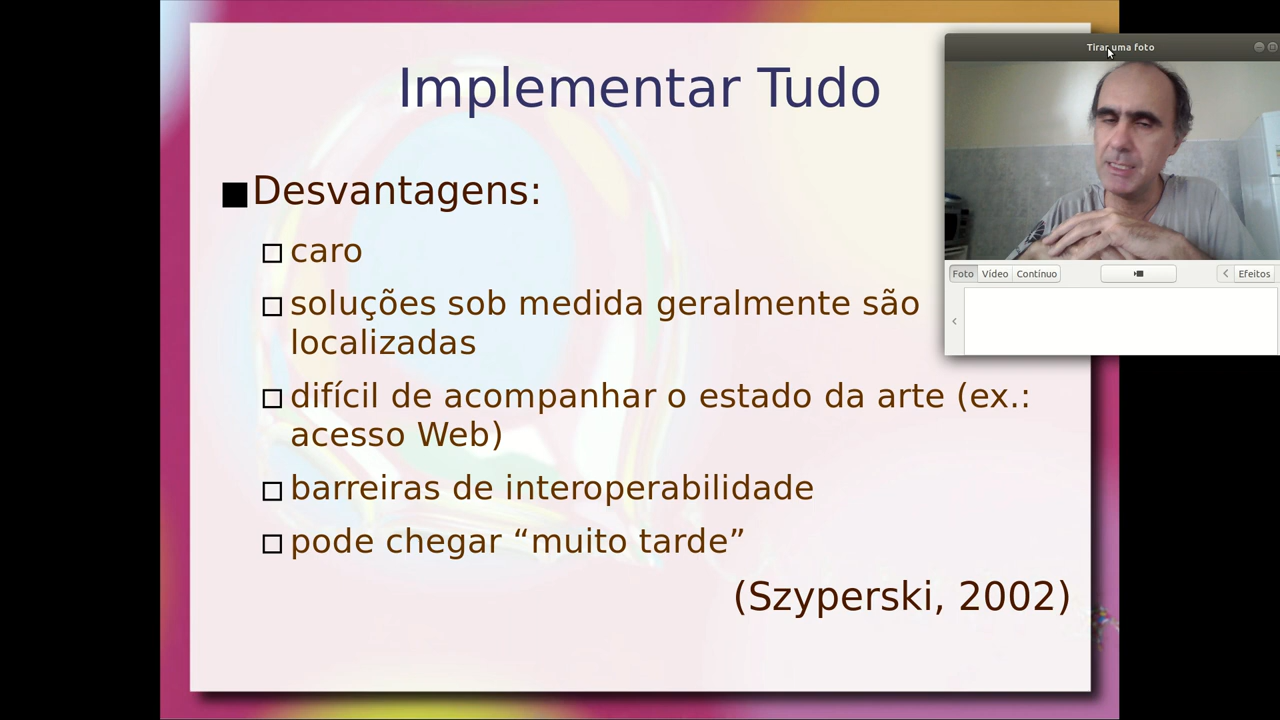 Implementar Tudo
Desvantagens:
caro
soluções sob medida geralmente são
localizadas
difícil de acompanhar o estado da arte (ex.:
acesso Web)
barreiras de interoperabilidade
pode chegar “muito tarde”
(Szyperski, 2002)
Tirar uma foto
Foto Vídeo Contínuo Efeitos